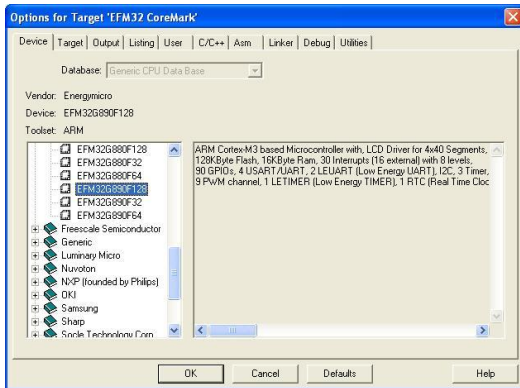 Options for Target 'EFM32 CoreMark'
Device Target Output Listing User C/C++ Asm Linker Debug Utilities
Database: Generic CPU Data Base
Vendor: Energymicro
Device: EFM32G890F128
Toolset: ARM
EFM32G880F128
EFM32G880F32
EFM32G880F64
EFM32G890F128
EFM32G890F32
EFM32G890F64
Freescale Semiconductor
Generic
Luminary Micro
Nuvoton
NXP (founded by Philips)
OKI
Samsung
Sharp
Socle Technology Corp.
ARM Cortex-M3 based Microcontroller with, LCD Driver for 4x40 Segments,
128KByte Flash, 16KByte Ram, 30 Interrupts (16 external) with 8 levels,
90 GPIOs, 4 USART/UART, 2 LEUART (Low Energy UART), I2C, 3 Timer,
9 PWM channel, 1 LETIMER (Low Energy TIMER), 1 RTC (Real Time Cloc
OK Cancel Defaults Help